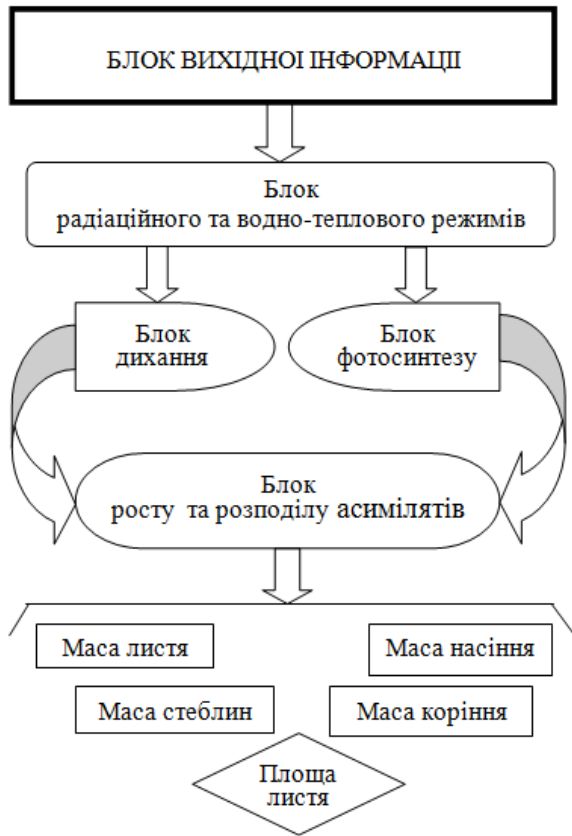 БЛОК ВИХІДНОЇ ІНФОРМАЦІЇ
Блок
радіаційного та водно-теплового режимів
Блок
дихання
Блок
фотосинтезу
Блок
росту та розподілу асимілятів
Маса листя
Маса насіння
Маса стеблин
Маса коріння
Площа
листя